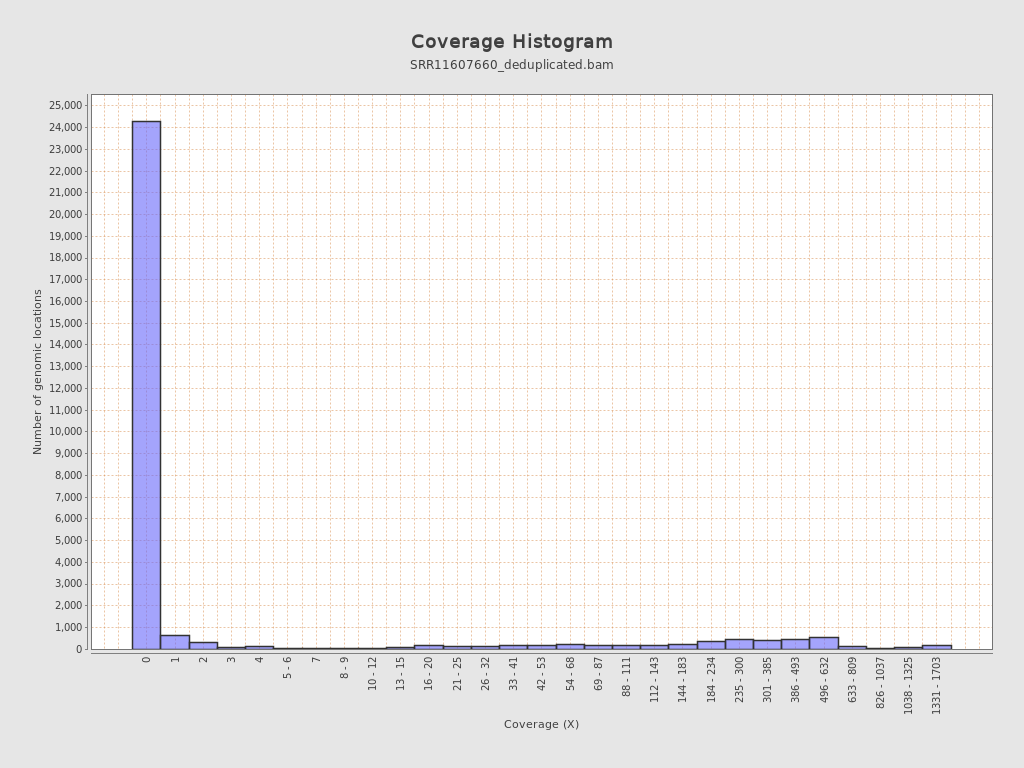 Coverage Histogram
SRR11607660_deduplicated.bam
Number of genomic locations
25,000
24,000
23,000
22,000
21,000
20,000
19,000
18,000
17,000
16,000
15,000
14,000
13,000
12,000
11,000
10,000
9,000
8,000
7,000
6,000
5,000
4,000
3,000
2,000
1,000
0
0
1
2
3
4
5 - 6
7
8 - 9
10 - 12
13 - 15
16 - 20
21 - 25
26 - 32
33 - 41
42 - 53
54 - 68
69 - 87
88 - 111
112 - 143
144 - 183
184 - 234
235 - 300
301 - 385
386 - 493
496 - 632
633 - 809
826 - 1037
1038 - 1325
1331 - 1703
Coverage (X)